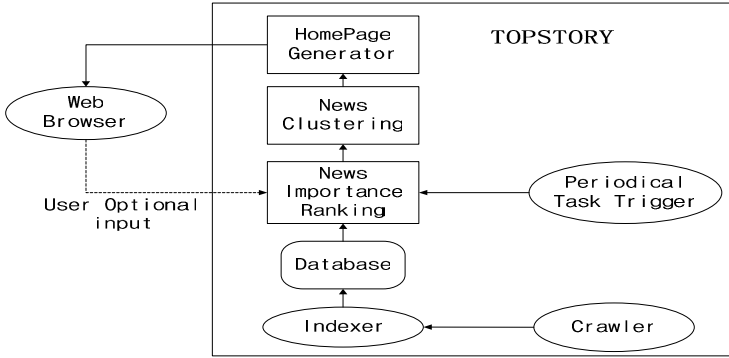 HomePage
Generator
TOPSTORY
Web
Browser
News
Clustering
News
Importance
Ranking
Periodical
Task Trigger
User Optional
input
Database
Indexer
Crawler